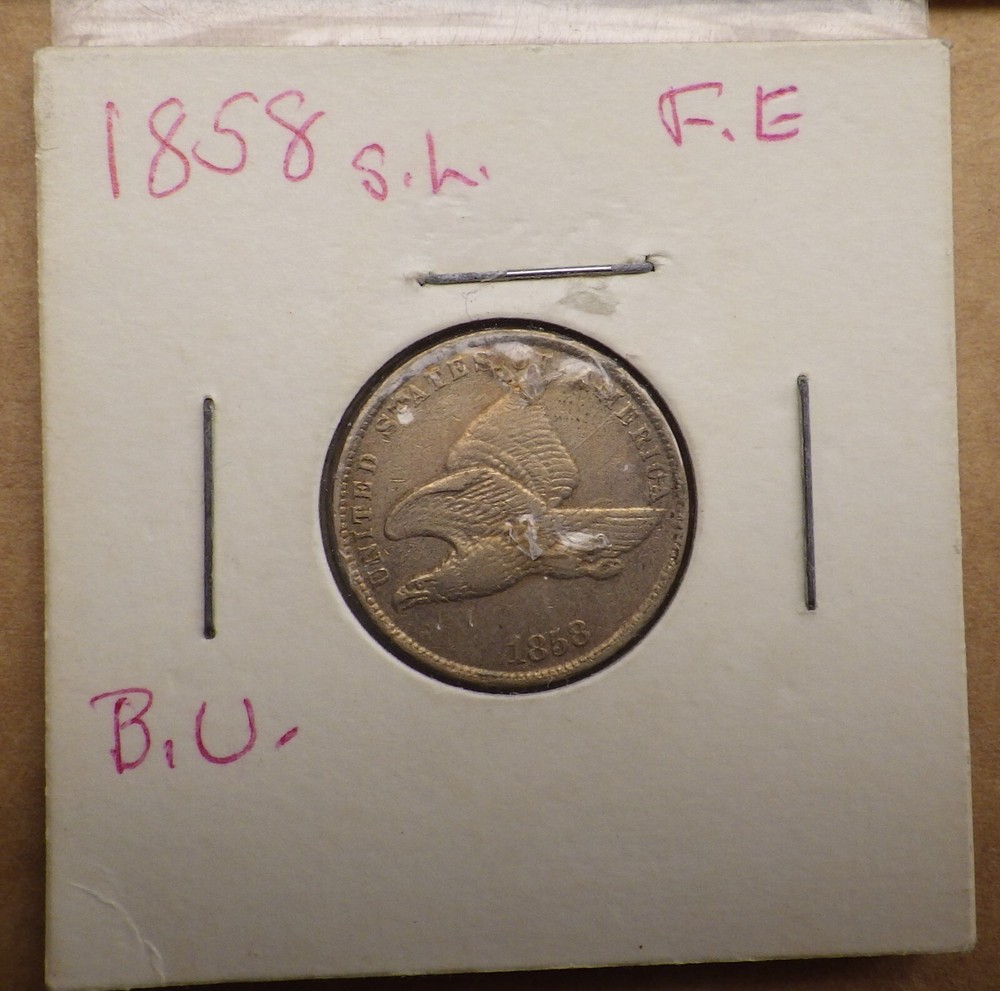 1858 S.L. F.E
UNITED STATES OF AMERICA
1858
B.U.